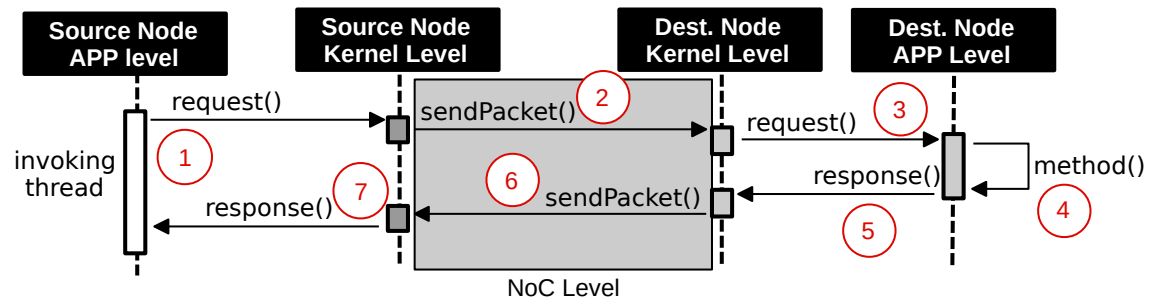 Source Node
APP level
Source Node
Kernel Level
Dest. Node
Kernel Level
Dest. Node
APP Level
request()
sendPacket()
2
request()
3
invoking
thread
1
method()
4
response()
7
sendPacket()
6
response()
5
NoC Level